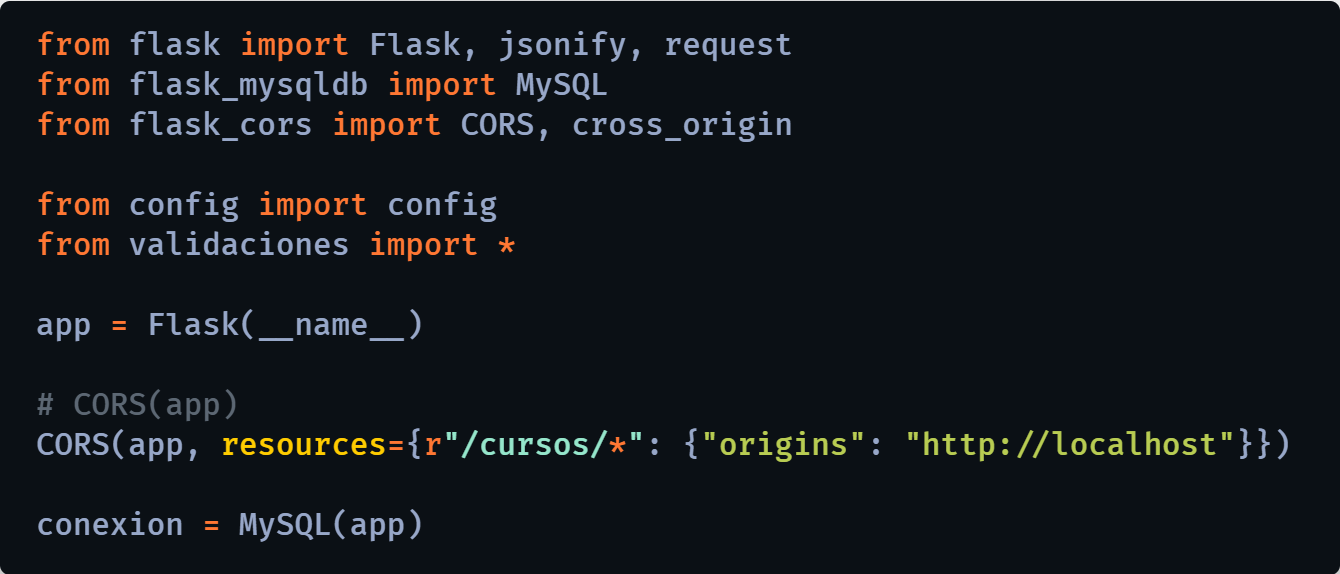 from flask import Flask, jsonify, request
from flask_mysqldb import MySQL
from flask_cors import CORS, cross_origin
from config import config
from validaciones import *
app = Flask(__name__)
# CORS(app)
CORS(app, resources={r"/cursos/*": {"origins": "http://localhost"}})
conexion = MySQL(app)